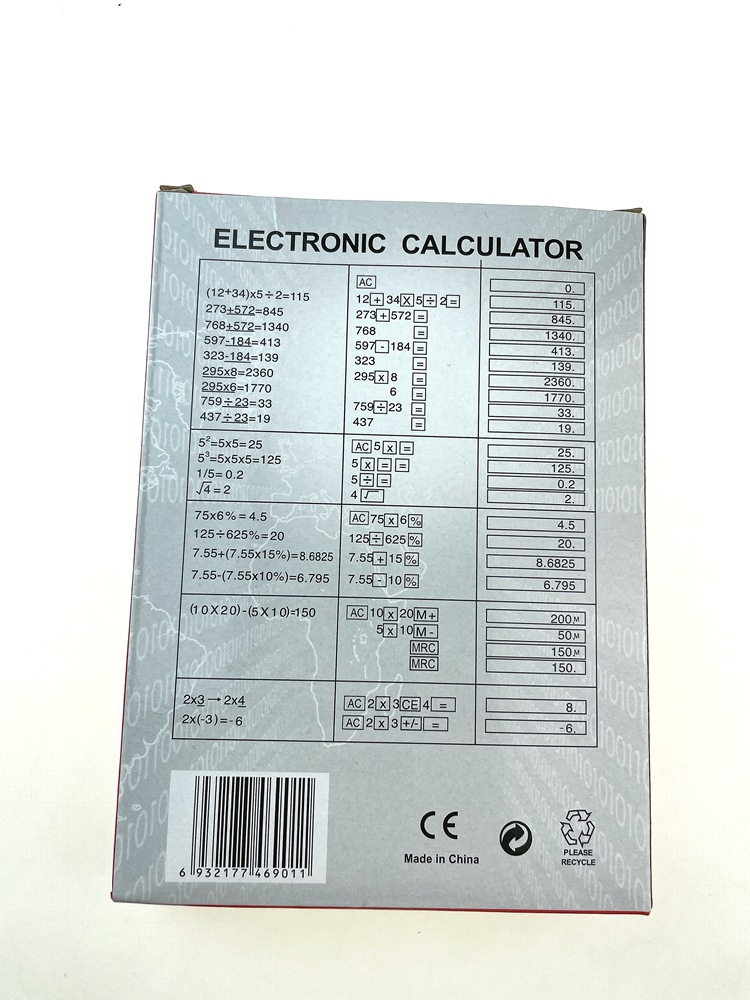 ELECTRONIC CALCULATOR
AC 0.
(12+34)x5÷2=115 12+34X5÷2= 115.
273+572=845 273+572= 845.
768+572=1340 768 = 1340.
597-184=413 597-184= 413.
323-184=139 323 = 139.
295x8=2360 295x8 = 2360.
295x6=1770 6 = 1770.
759÷23=33 759÷23 = 33.
437÷23=19 437 = 19.
5²=5x5=25 AC 5 x = 25.
5³=5x5x5=125 5 x = = 125.
1/5=0.2 5 ÷ = 0.2
√4=2 4 √ 2.
75x6%=4.5 AC 75 x 6 % 4.5
125÷625%=20 125÷625 % 20.
7.55+(7.55x15%)=8.6825 7.55+15 % 8.6825
7.55-(7.55x10%)=6.795 7.55-10 % 6.795
(10X20)-(5X10)=150 AC 10 x 20 M+ 200M
5 x 10 M- 50M
MRC 150M
MRC 150.
2x3→2x4 AC 2 x 3 CE 4 = 8.
2x(-3)=-6 AC 2 x 3 +/- = -6.
6 932177 469011
CE
Made in China
PLEASE
RECYCLE